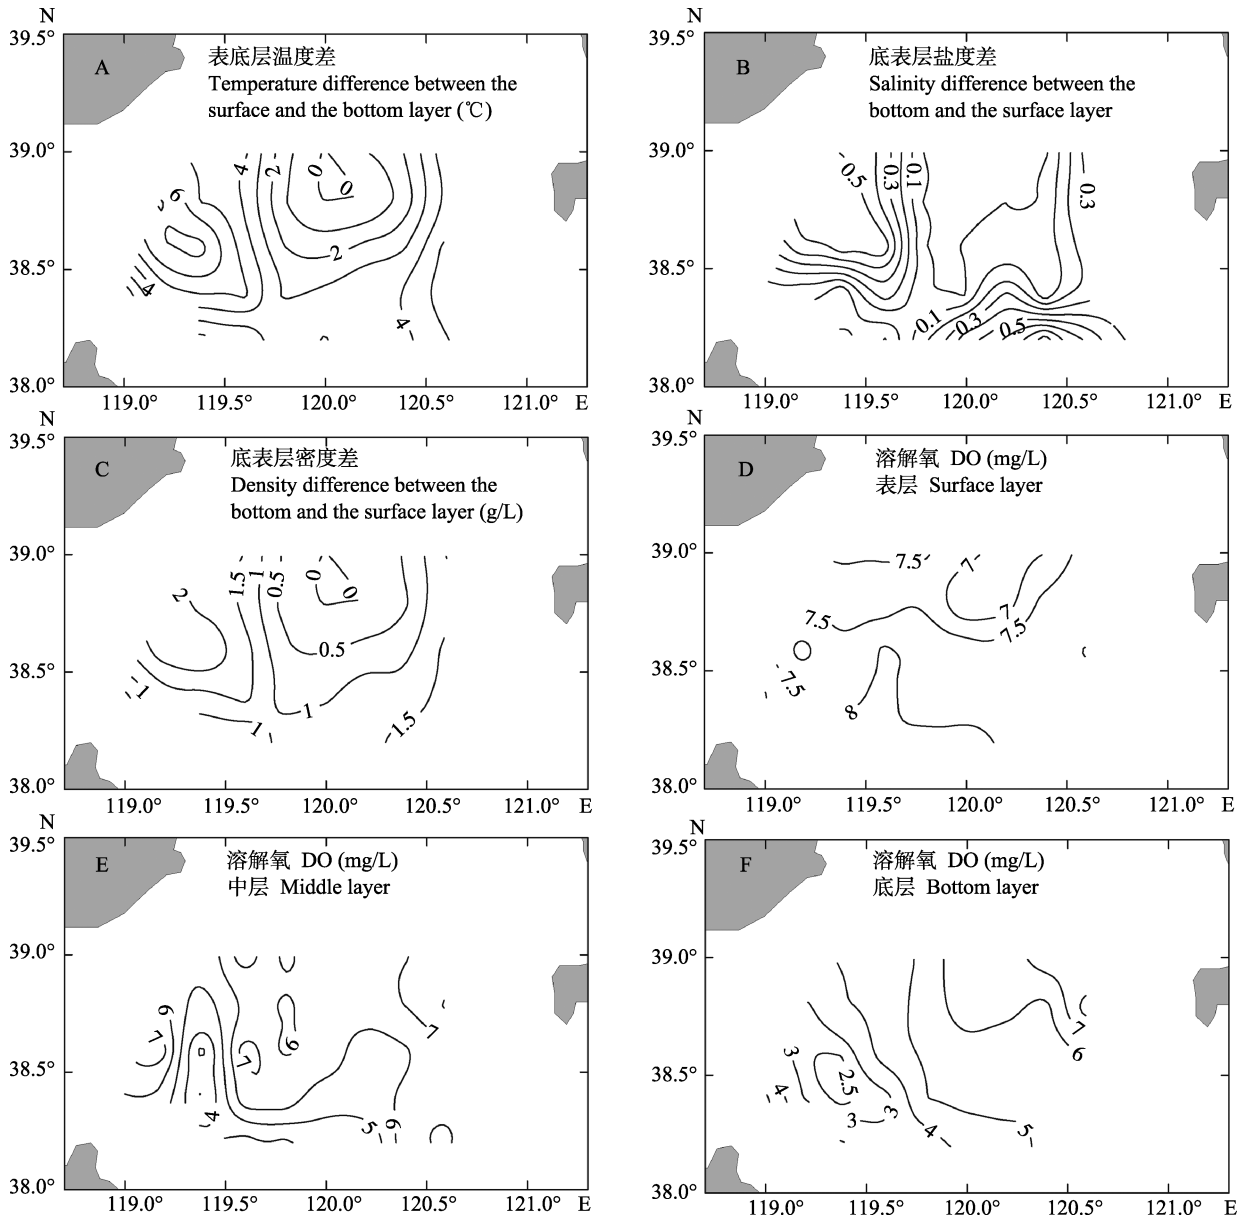 N
39.5°
39.0°
38.5°
38.0°
119.0° 119.5° 120.0° 120.5° 121.0° E
A
表底层温度差
Temperature difference between the
surface and the bottom layer (℃)
6
4
2
0
0
2
4
4
N
39.5°
39.0°
38.5°
38.0°
119.0° 119.5° 120.0° 120.5° 121.0° E
B
底表层盐度差
Salinity difference between the
bottom and the surface layer
0.5
0.3
0.1
0.3
0.1
0.3
0.5
N
39.5°
39.0°
38.5°
38.0°
119.0° 119.5° 120.0° 120.5° 121.0° E
C
底表层密度差
Density difference between the
bottom and the surface layer (g/L)
2
1.5
1
0.5
0
0
0.5
1
1
1
1.5
N
39.5°
39.0°
38.5°
38.0°
119.0° 119.5° 120.0° 120.5° 121.0° E
D
溶解氧 DO (mg/L)
表层 Surface layer
7.5
7
7
7.5
7.5
7.5
8
N
39.5°
39.0°
38.5°
38.0°
119.0° 119.5° 120.0° 120.5° 121.0° E
E
溶解氧 DO (mg/L)
中层 Middle layer
6
7
7
6
7
4
5
6
N
39.5°
39.0°
38.5°
38.0°
119.0° 119.5° 120.0° 120.5° 121.0° E
F
溶解氧 DO (mg/L)
底层 Bottom layer
7
6
3
2.5
4
3
3
4
5